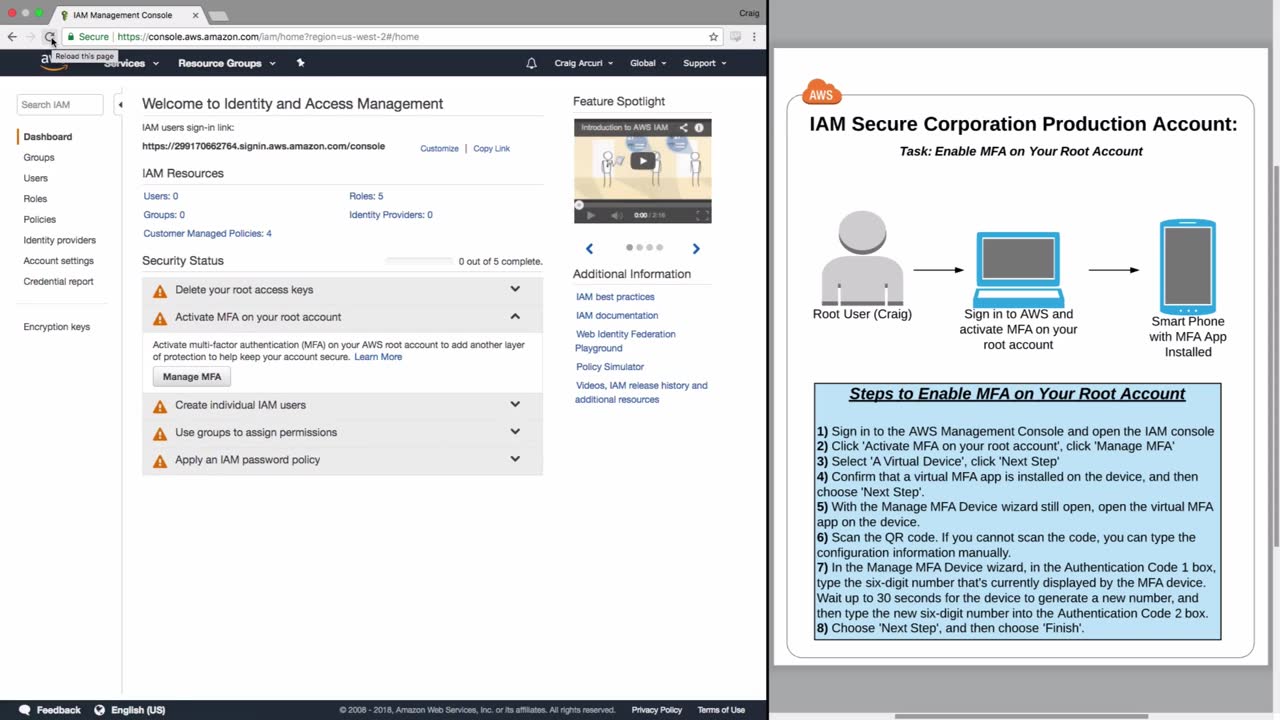 IAM Management Console
Craig
Secure
https://console.aws.amazon.com/iam/home?region=us-west-2#/home
Reload this page
Services
Resource Groups
Craig Arcuri
Global
Support
Search IAM
Dashboard
Groups
Users
Roles
Policies
Identity providers
Account settings
Credential report
Encryption keys
Welcome to Identity and Access Management
IAM users sign-in link:
https://299170662764.signin.aws.amazon.com/console
Customize | Copy Link
IAM Resources
Users: 0
Roles: 5
Groups: 0
Identity Providers: 0
Customer Managed Policies: 4
Security Status
0 out of 5 complete.
Delete your root access keys
Activate MFA on your root account
Activate multi-factor authentication (MFA) on your AWS root account to add another layer
of protection to help keep your account secure. Learn More
Manage MFA
Create individual IAM users
Use groups to assign permissions
Apply an IAM password policy
Feature Spotlight
Introduction to AWS IAM
0:00 / 2:16
Additional Information
IAM best practices
IAM documentation
Web Identity Federation
Playground
Policy Simulator
Videos, IAM release history and
additional resources
Feedback
English (US)
© 2008 - 2018, Amazon Web Services, Inc. or its affiliates. All rights reserved.
Privacy Policy
Terms of Use
AWS
IAM Secure Corporation Production Account:
Task: Enable MFA on Your Root Account
Root User (Craig)
Sign in to AWS and
activate MFA on your
root account
Smart Phone
with MFA App
Installed
Steps to Enable MFA on Your Root Account
1) Sign in to the AWS Management Console and open the IAM console
2) Click 'Activate MFA on your root account', click 'Manage MFA'
3) Select 'A Virtual Device', click 'Next Step'
4) Confirm that a virtual MFA app is installed on the device, and then
choose 'Next Step'.
5) With the Manage MFA Device wizard still open, open the virtual MFA
app on the device.
6) Scan the QR code. If you cannot scan the code, you can type the
configuration information manually.
7) In the Manage MFA Device wizard, in the Authentication Code 1 box,
type the six-digit number that's currently displayed by the MFA device.
Wait up to 30 seconds for the device to generate a new number, and
then type the new six-digit number into the Authentication Code 2 box.
8) Choose 'Next Step', and then choose 'Finish'.